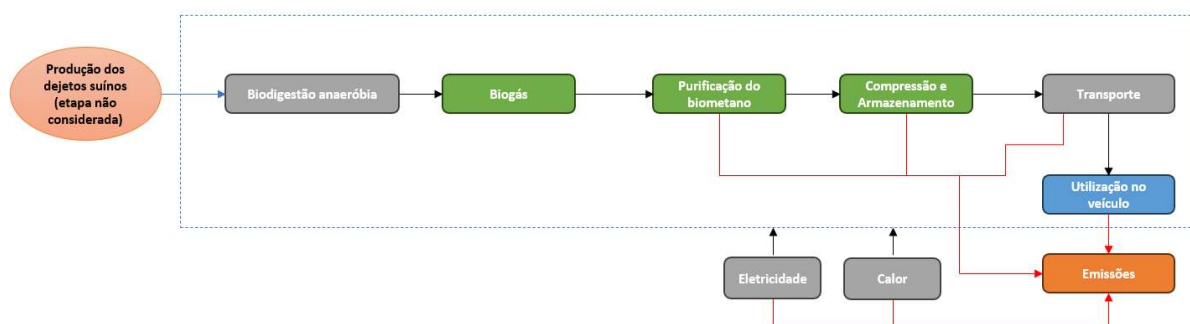 Produção dos
dejetos suínos
(etapa não
considerada)
Biodigestão anaeróbia
Biogás
Purificação do
biometano
Compressão e
Armazenamento
Transporte
Utilização no
veículo
Eletricidade
Calor
Emissões